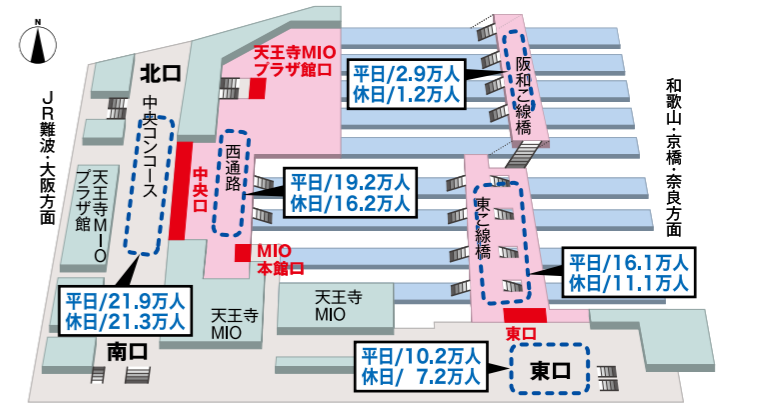 N
北口
天王寺MIO
プラザ館口
平日/2.9万人
休日/1.2万人
阪和こ線橋
和歌山・京橋・奈良方面
JR難波・大阪方面
中央コンコース
天王寺MIO
プラザ館
中央口
西通路
平日/19.2万人
休日/16.2万人
東こ線橋
MIO
本館口
平日/16.1万人
休日/11.1万人
平日/21.9万人
休日/21.3万人
天王寺
MIO
天王寺
MIO
東口
南口
平日/10.2万人
休日/ 7.2万人
東口